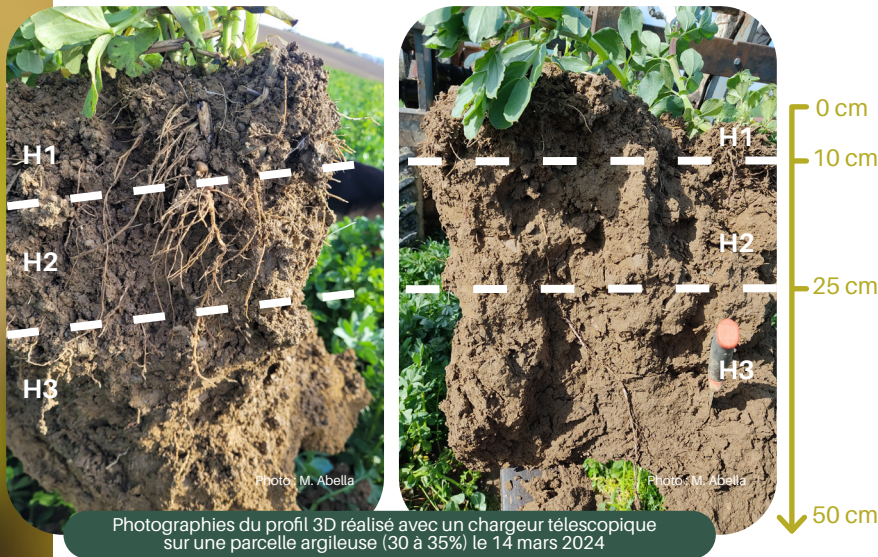 H1
H2
H3
Photo : M. Abella
H1
H2
H3
Photo : M. Abella
0 cm
10 cm
25 cm
50 cm
Photographies du profil 3D réalisé avec un chargeur télescopique
sur une parcelle argileuse (30 à 35%) le 14 mars 2024